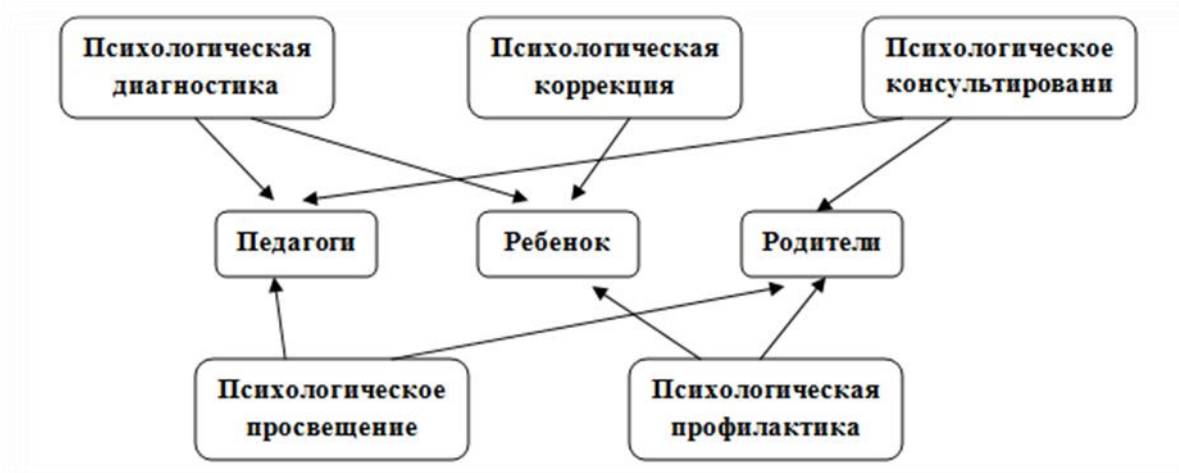 Психологическая
диагностика
Психологическая
коррекция
Психологическое
консультировани
Педагоги
Ребенок
Родители
Психологическое
просвещение
Психологическая
профилактика